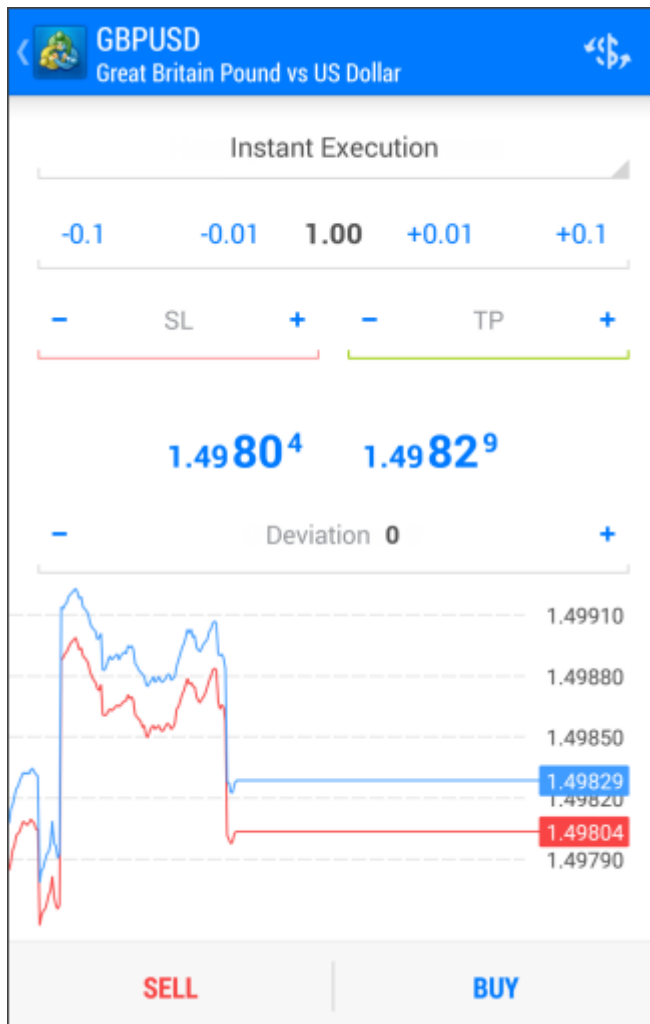 GBPUSD
Great Britain Pound vs US Dollar
Instant Execution
-0.1 -0.01 1.00 +0.01 +0.1
- SL + - TP +
1.49804 1.49829
- Deviation 0 +
1.49910
1.49880
1.49850
1.49829
1.49820
1.49804
1.49790
SELL BUY